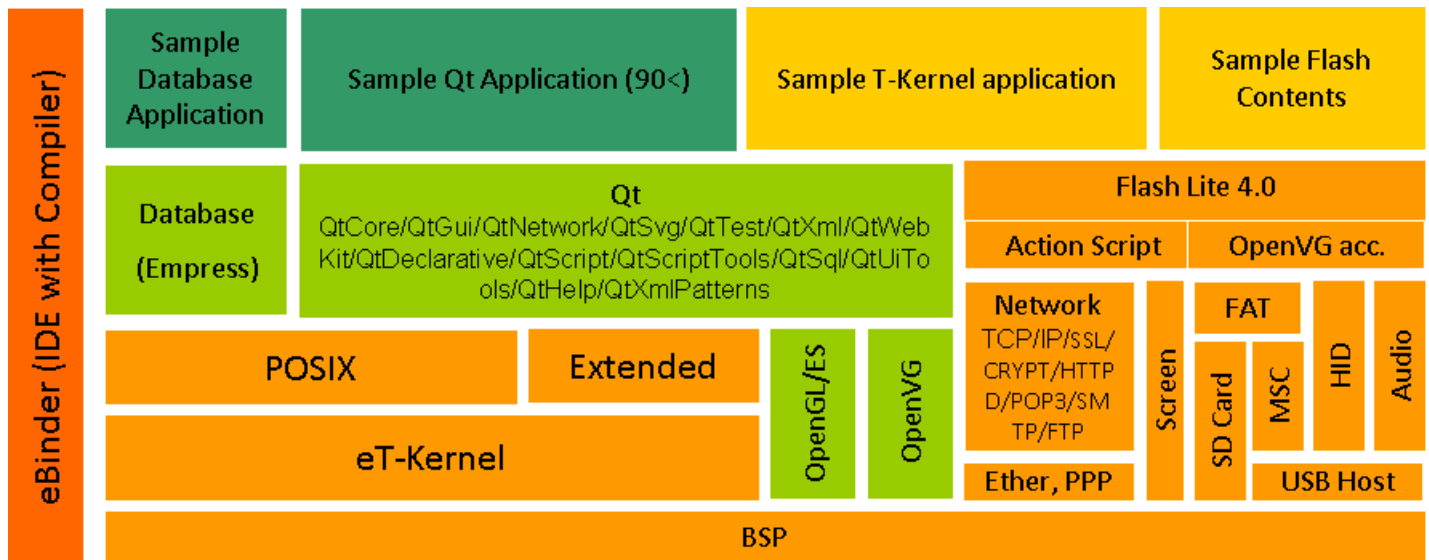 eBinder (IDE with Compiler)
Sample
Database
Application
Sample Qt Application (90<)
Sample T-Kernel application
Sample Flash
Contents
Database
(Empress)
Qt
QtCore/QtGui/QtNetwork/QtSvg/QtTest/QtXml/QtWeb
Kit/QtDeclarative/QtScript/QtScriptTools/QtSql/QtUiTo
ols/QtHelp/QtXmlPatterns
Flash Lite 4.0
Action Script
OpenVG acc.
POSIX
Extended
eT-Kernel
OpenGL/ES
OpenVG
Network
TCP/IP/SSL/
CRYPT/HTTP
D/POP3/SM
TP/FTP
Ether, PPP
Screen
FAT
SD Card
MSC
HID
Audio
USB Host
BSP